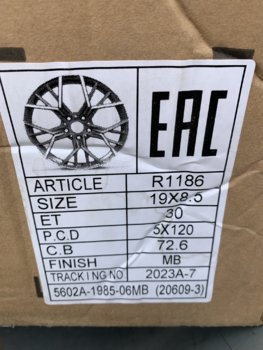 EAC
ARTICLE R1186
SIZE 19X8.5
ET 30
P.C.D 5X120
C.B 72.6
FINISH MB
TRACKING NO 2023A-7
5602A-1985-06MB (20609-3)